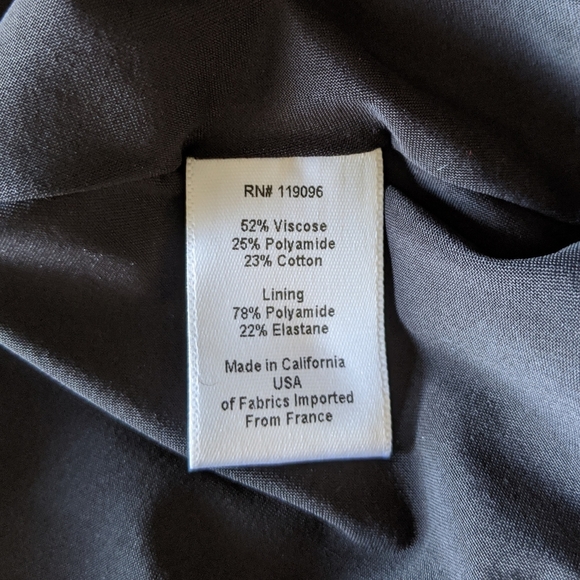 RN# 119096
52% Viscose
25% Polyamide
23% Cotton
Lining
78% Polyamide
22% Elastane
Made in California
USA
of Fabrics Imported
From France